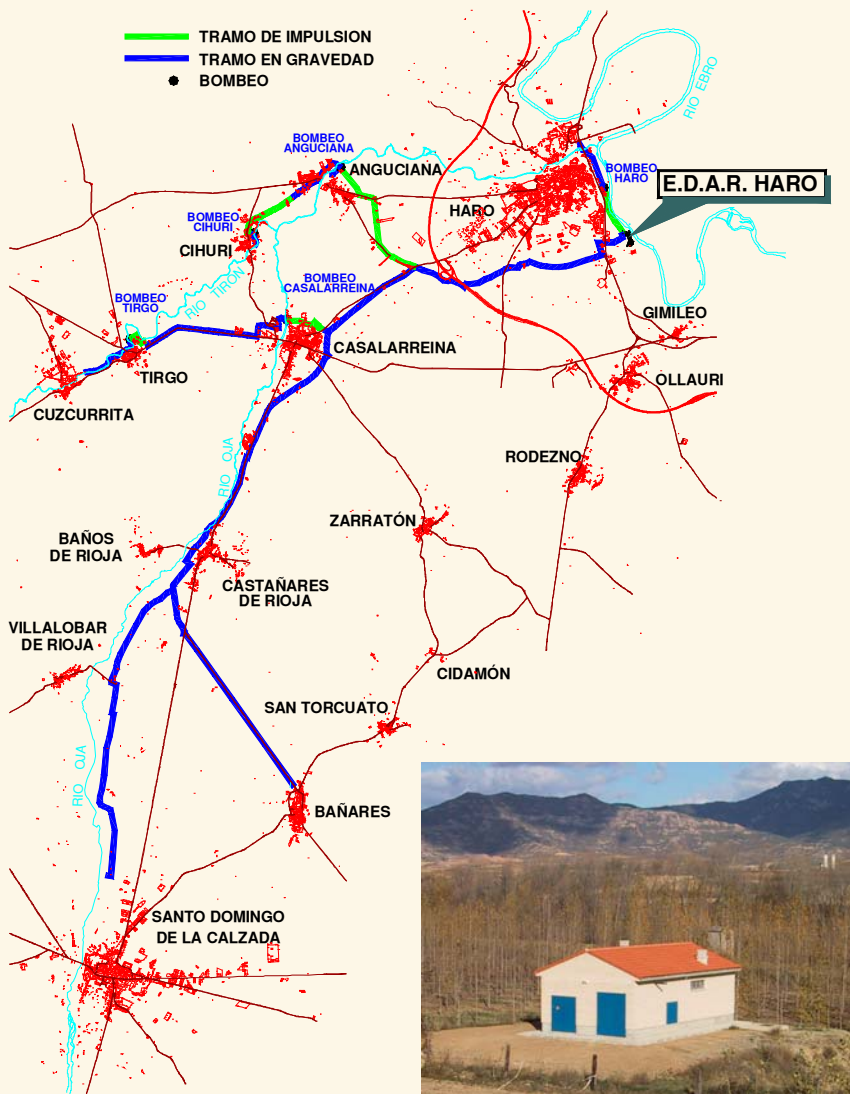 TRAMO DE IMPULSION
TRAMO EN GRAVEDAD
BOMBEO
RIO EBRO
BOMBEO
ANGUCIANA
ANGUCIANA
BOMBEO
HARO
E.D.A.R. HARO
HARO
BOMBEO
CIHURI
CIHURI
RIO TIRON
BOMBEO
CASALARREINA
BOMBEO
TIRGO
GIMILEO
CASALARREINA
TIRGO
OLLAURI
CUZCURRITA
RIO OJA
RODEZNO
ZARRATÓN
BAÑOS
DE RIOJA
CASTAÑARES
DE RIOJA
VILLALOBAR
DE RIOJA
CIDAMÓN
SAN TORCUATO
RIO OJA
BAÑARES
SANTO DOMINGO
DE LA CALZADA